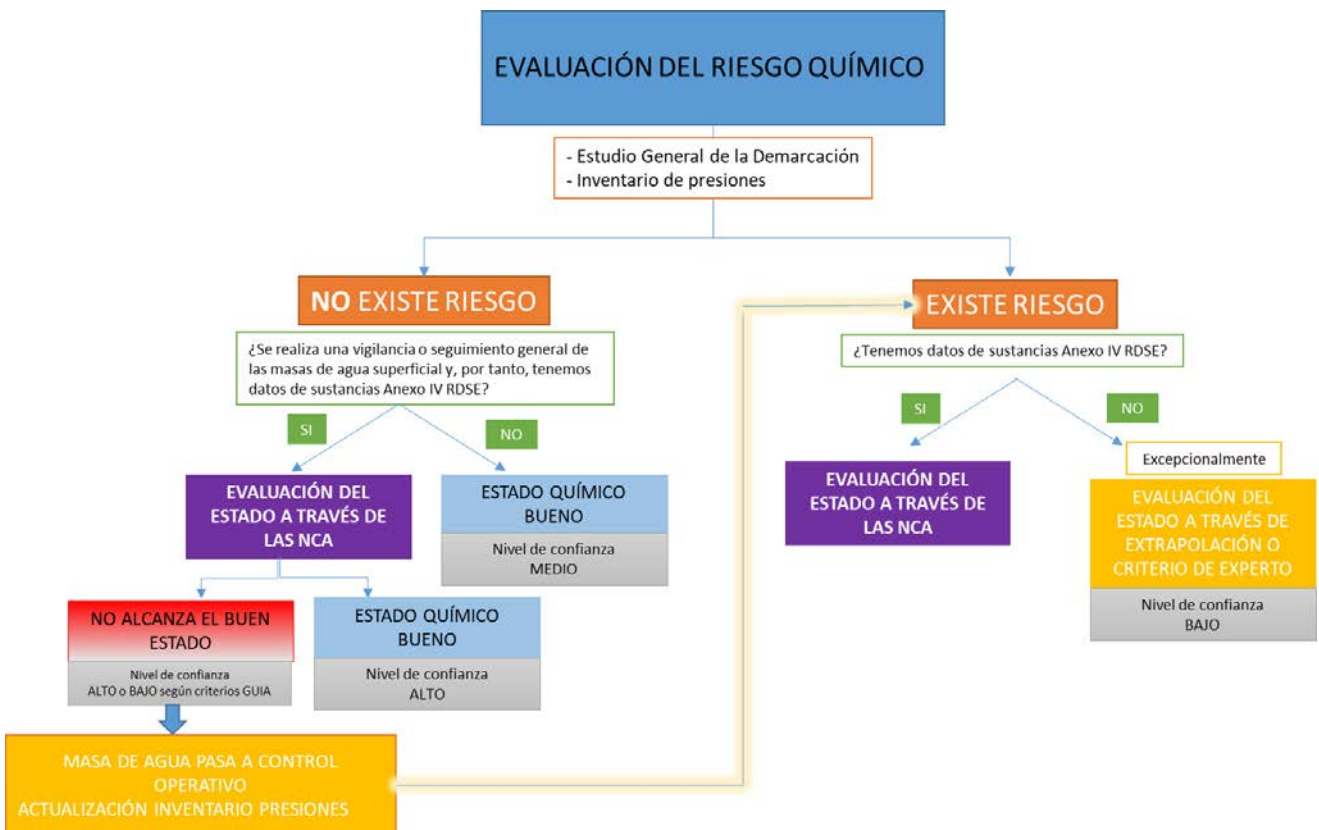 EVALUACIÓN DEL RIESGO QUÍMICO
- Estudio General de la Demarcación
- Inventario de presiones
NO EXISTE RIESGO
¿Se realiza una vigilancia o seguimiento general de
las masas de agua superficial y, por tanto, tenemos
datos de sustancias Anexo IV RDSE?
SI
NO
EVALUACIÓN DEL
ESTADO A TRAVÉS DE
LAS NCA
ESTADO QUÍMICO
BUENO
Nivel de confianza
MEDIO
NO ALCANZA EL BUEN
ESTADO
Nivel de confianza
ALTO o BAJO según criterios GUIA
ESTADO QUÍMICO
BUENO
Nivel de confianza
ALTO
MASA DE AGUA PASA A CONTROL
OPERATIVO
ACTUALIZACIÓN INVENTARIO PRESIONES
EXISTE RIESGO
¿Tenemos datos de sustancias Anexo IV RDSE?
SI
NO
EVALUACIÓN DEL
ESTADO A TRAVÉS DE
LAS NCA
Excepcionalmente
EVALUACIÓN DEL
ESTADO A TRAVÉS DE
EXTRAPOLACIÓN O
CRITERIO DE EXPERTO
Nivel de confianza
BAJO